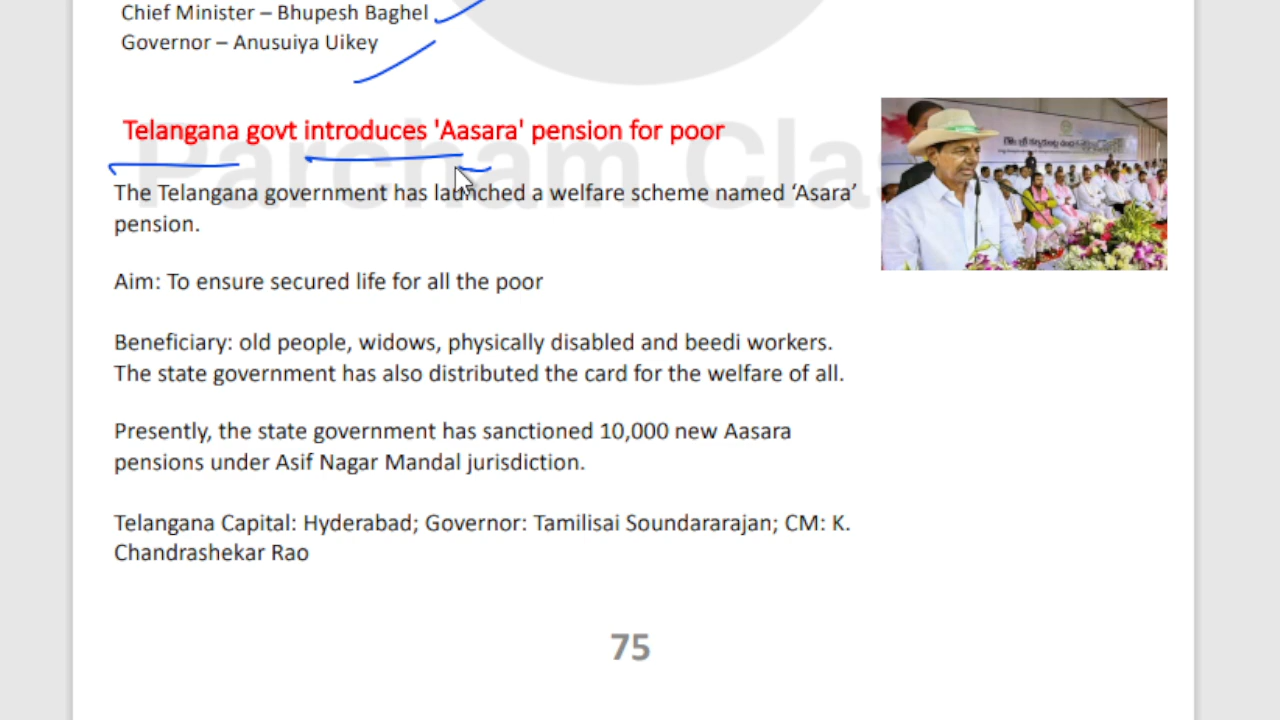 Chief Minister – Bhupesh Baghel
Governor – Anusuiya Uikey
Telangana govt introduces 'Aasara' pension for poor
The Telangana government has launched a welfare scheme named ‘Asara’
pension.
Aim: To ensure secured life for all the poor
Beneficiary: old people, widows, physically disabled and beedi workers.
The state government has also distributed the card for the welfare of all.
Presently, the state government has sanctioned 10,000 new Aasara
pensions under Asif Nagar Mandal jurisdiction.
Telangana Capital: Hyderabad; Governor: Tamilisai Soundararajan; CM: K.
Chandrashekar Rao
75